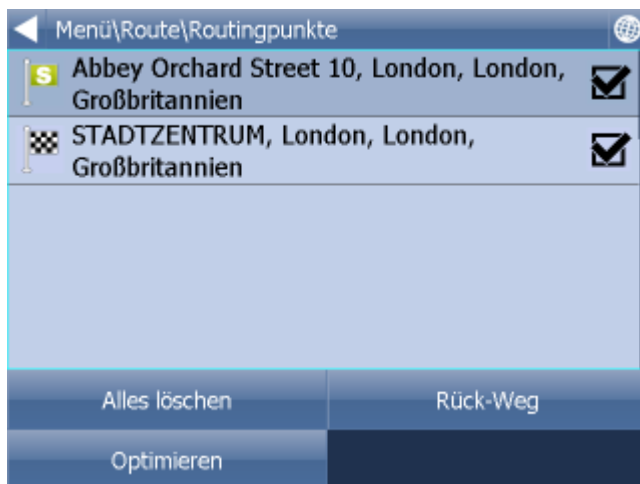 Menü\Route\Routingpunkte
S
Abbey Orchard Street 10, London, London,
Großbritannien
STADTZENTRUM, London, London,
Großbritannien
Alles löschen
Rück-Weg
Optimieren